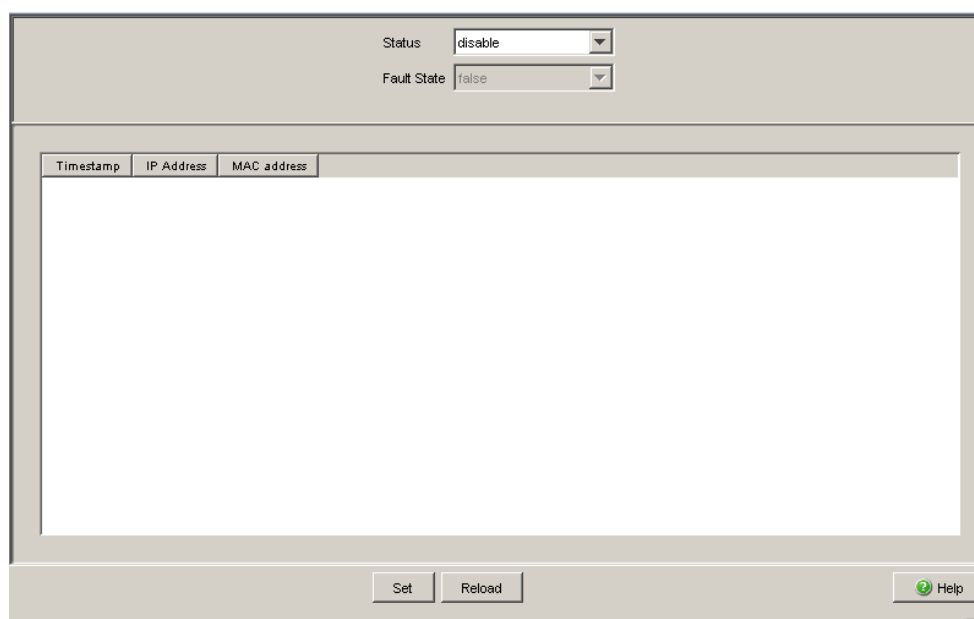 Status disable
Fault State false
Timestamp IP Address MAC address
Set Reload Help